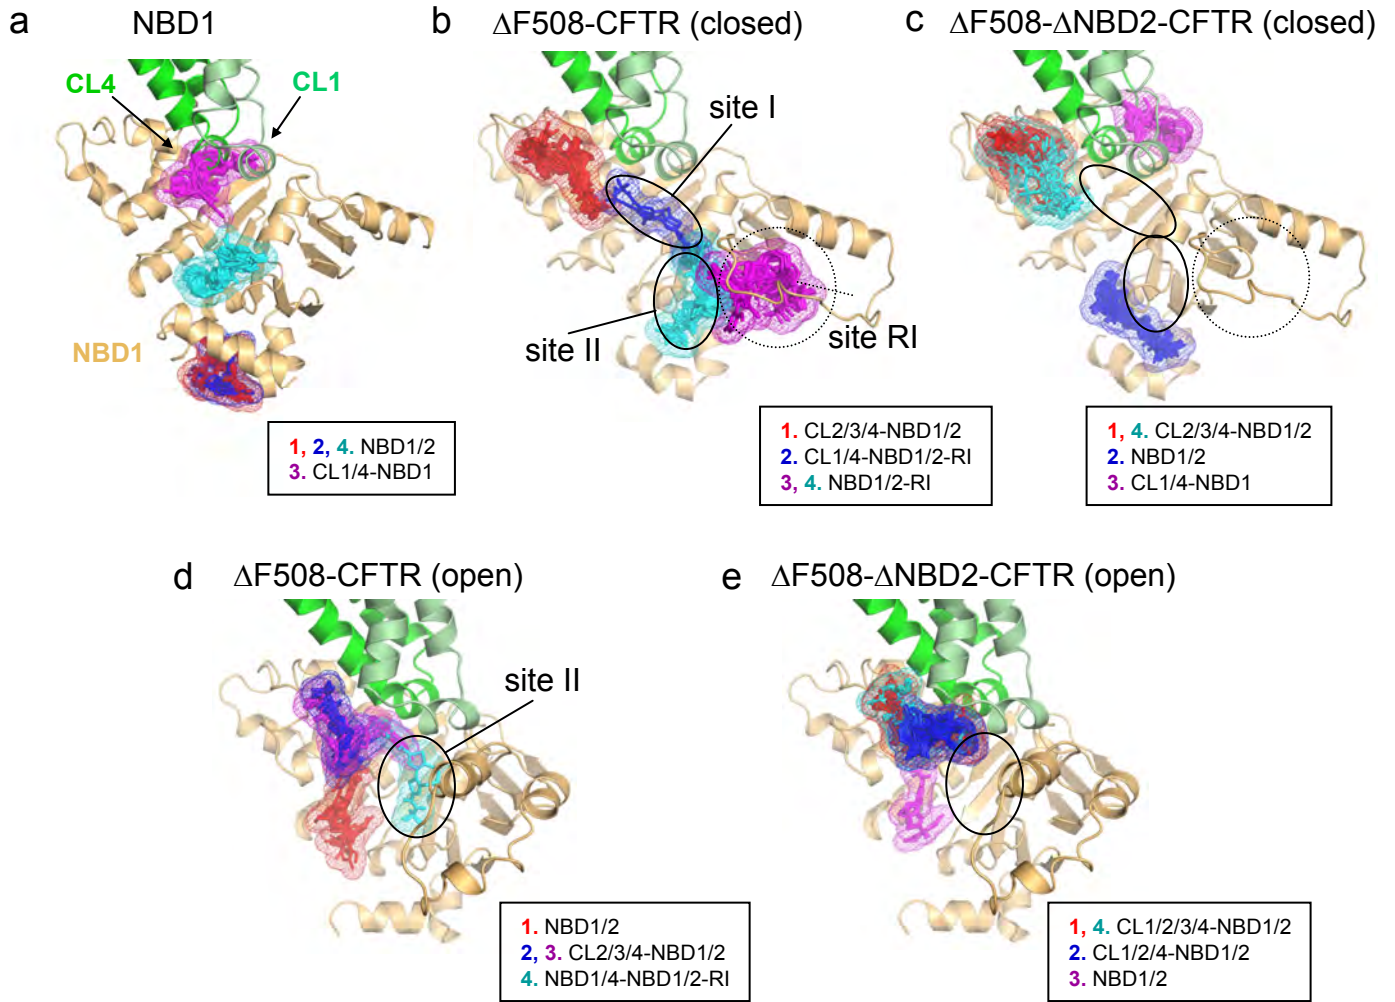 a NBD1
CL4
CL1
NBD1
1, 2, 4. NBD1/2
3. CL1/4-NBD1
b ΔF508-CFTR (closed)
site I
site II
site RI
1. CL2/3/4-NBD1/2
2. CL1/4-NBD1/2-RI
3, 4. NBD1/2-RI
c ΔF508-ΔNBD2-CFTR (closed)
1, 4. CL2/3/4-NBD1/2
2. NBD1/2
3. CL1/4-NBD1
d ΔF508-CFTR (open)
site II
1. NBD1/2
2, 3. CL2/3/4-NBD1/2
4. NBD1/4-NBD1/2-RI
e ΔF508-ΔNBD2-CFTR (open)
1, 4. CL1/2/3/4-NBD1/2
2. CL1/2/4-NBD1/2
3. NBD1/2